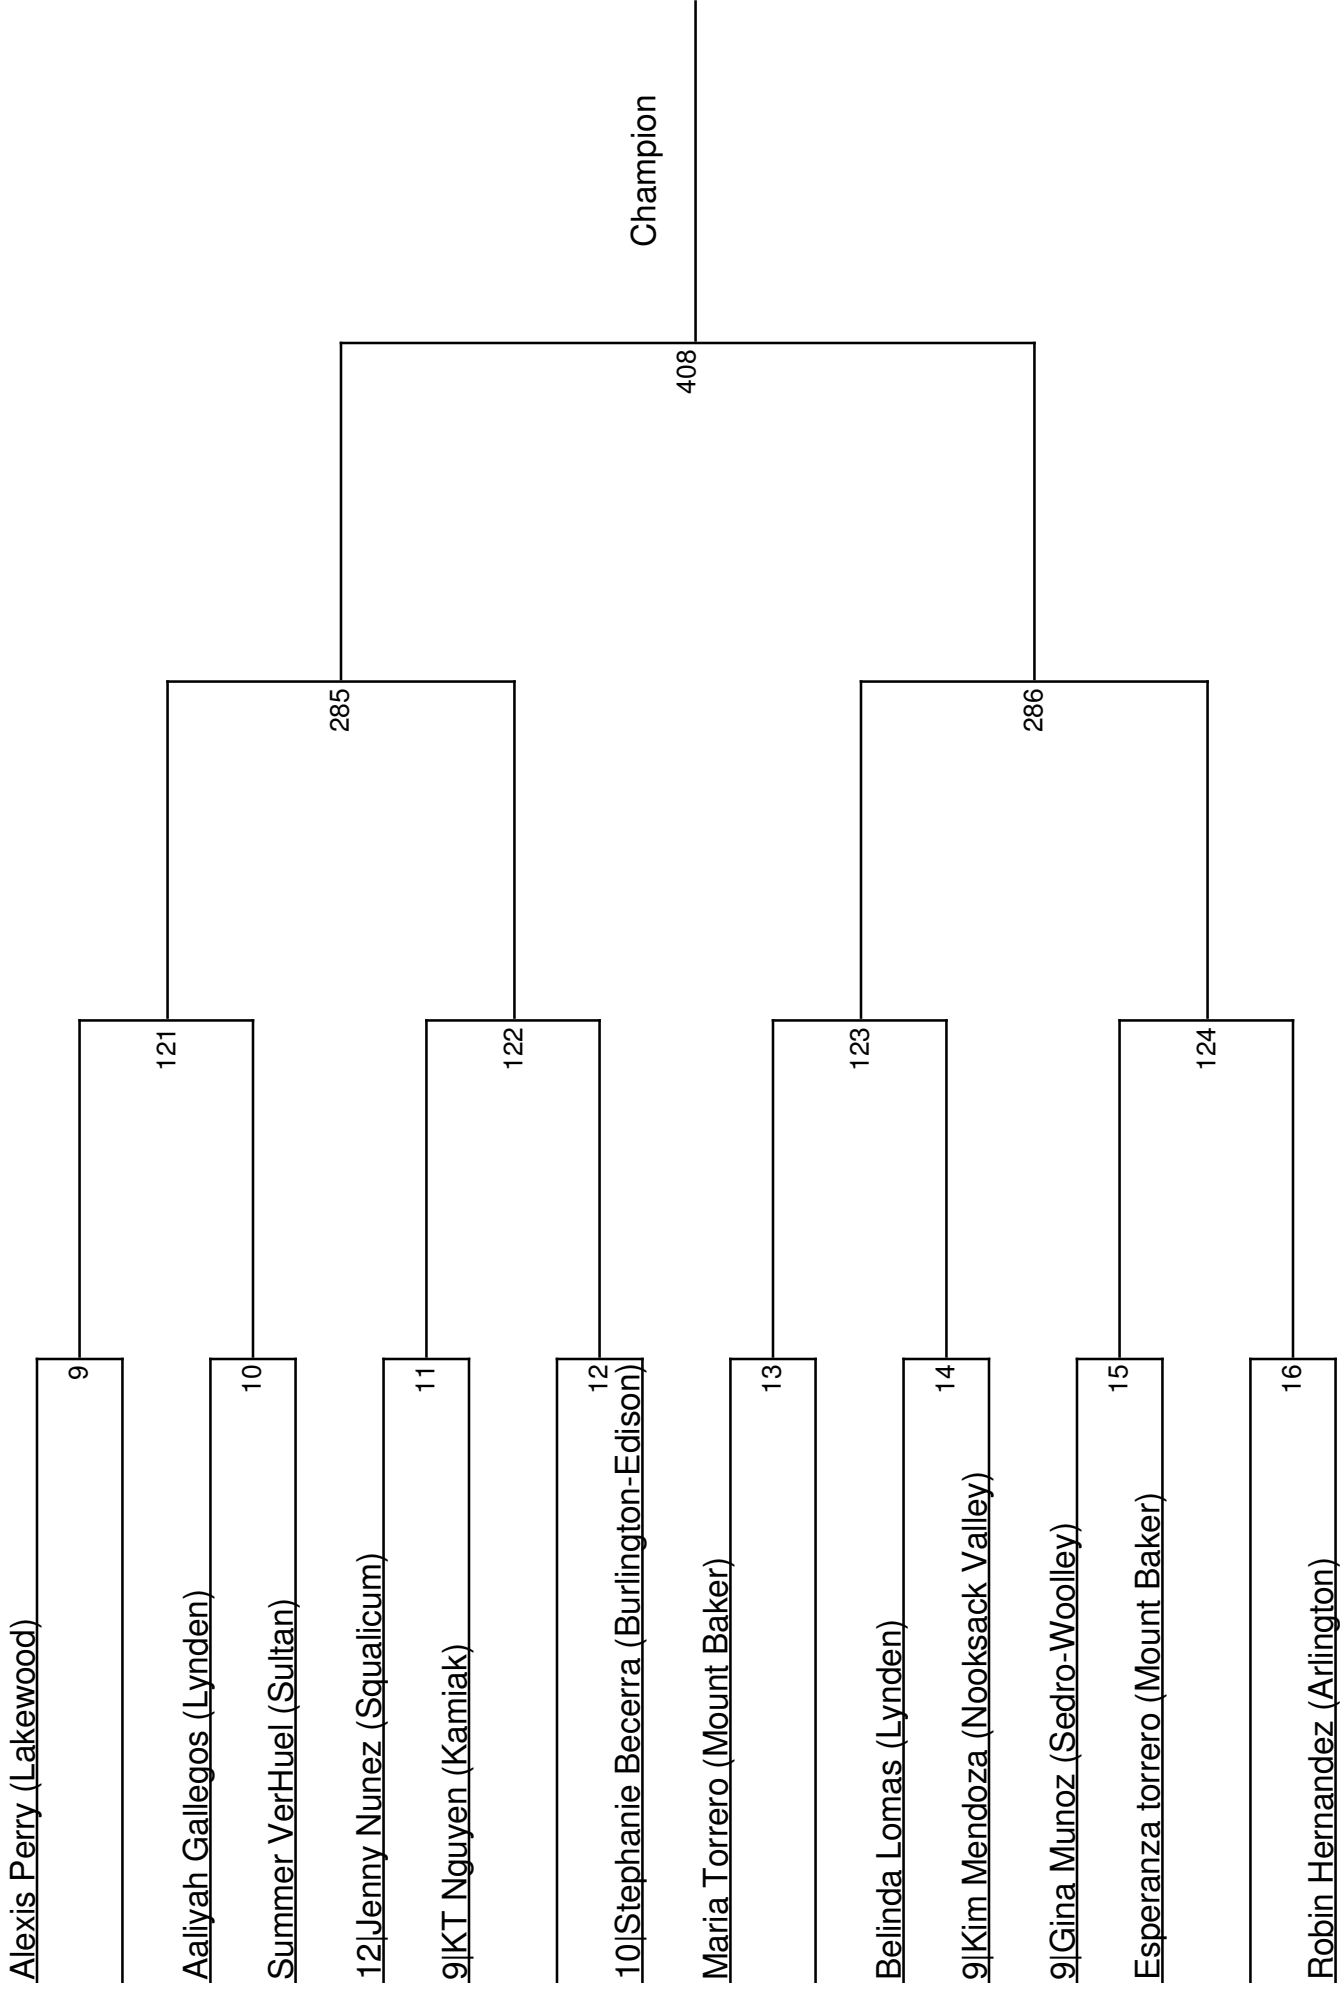 Alexis Perry (Lakewood)
9
Aaliyah Gallegos (Lynden)
10
Summer VerHuel (Sultan)
12|Jenny Nunez (Squalicum)
11
9|KT Nguyen (Kamiak)
12
10|Stephanie Becerra (Burlington-Edison)
Maria Torrero (Mount Baker)
13
Belinda Lomas (Lynden)
14
9|Kim Mendoza (Nooksack Valley)
9|Gina Munoz (Sedro-Woolley)
15
Esperanza torrero (Mount Baker)
16
Robin Hernandez (Arlington)
121
122
123
124
285
286
408
Champion